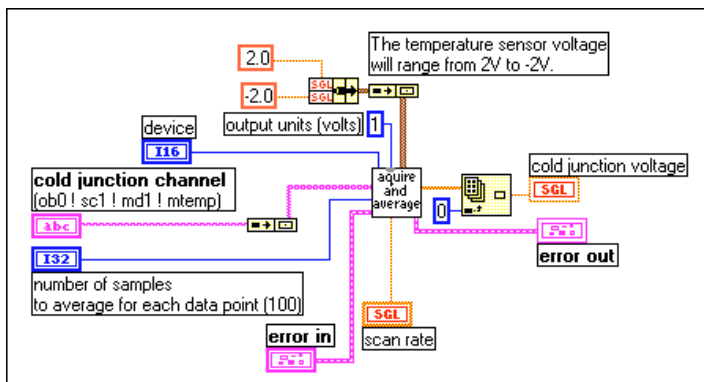 The temperature sensor voltage
will range from 2V to -2V.
2.0
SGL
SGL
-2.0
output units (volts)
1
device
I16
aquire
and
average
cold junction voltage
SGL
cold junction channel
(ob0 ! sc1 ! md1 ! mtemp)
abc
0
error out
I32
number of samples
to average for each data point (100)
SGL
scan rate
error in